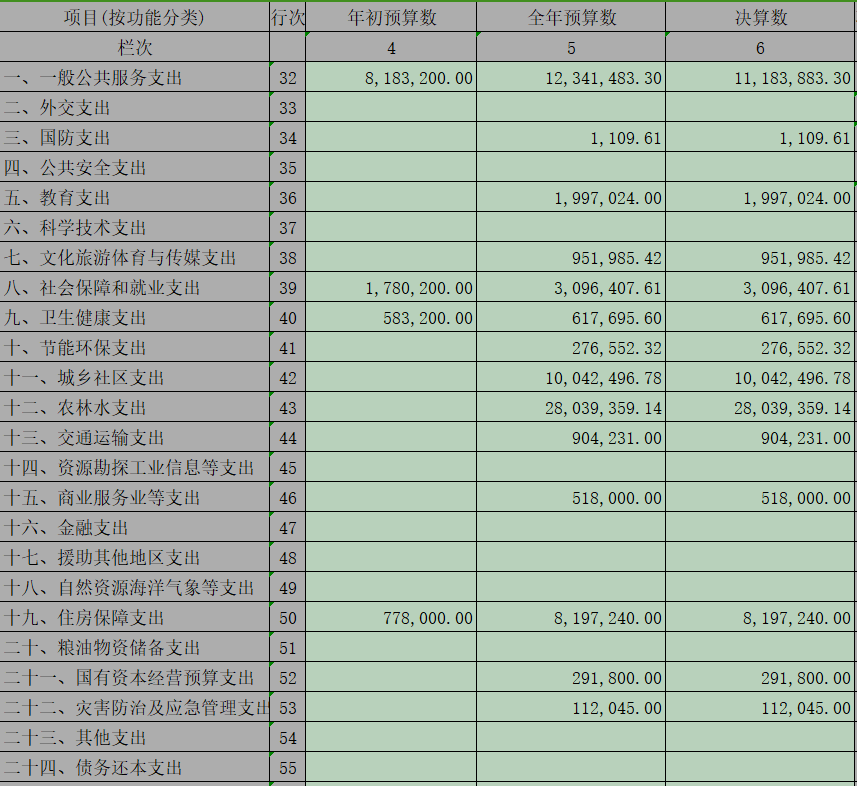 项目(按功能分类) 行次 年初预算数 全年预算数 决算数
栏次 4 5 6
一、一般公共服务支出 32 8,183,200.00 12,341,483.30 11,183,883.30
二、外交支出 33
三、国防支出 34 1,109.61 1,109.61
四、公共安全支出 35
五、教育支出 36 1,997,024.00 1,997,024.00
六、科学技术支出 37
七、文化旅游体育与传媒支出 38 951,985.42 951,985.42
八、社会保障和就业支出 39 1,780,200.00 3,096,407.61 3,096,407.61
九、卫生健康支出 40 583,200.00 617,695.60 617,695.60
十、节能环保支出 41 276,552.32 276,552.32
十一、城乡社区支出 42 10,042,496.78 10,042,496.78
十二、农林水支出 43 28,039,359.14 28,039,359.14
十三、交通运输支出 44 904,231.00 904,231.00
十四、资源勘探工业信息等支出 45
十五、商业服务业等支出 46 518,000.00 518,000.00
十六、金融支出 47
十七、援助其他地区支出 48
十八、自然资源海洋气象等支出 49
十九、住房保障支出 50 778,000.00 8,197,240.00 8,197,240.00
二十、粮油物资储备支出 51
二十一、国有资本经营预算支出 52 291,800.00 291,800.00
二十二、灾害防治及应急管理支出 53 112,045.00 112,045.00
二十三、其他支出 54
二十四、债务还本支出 55